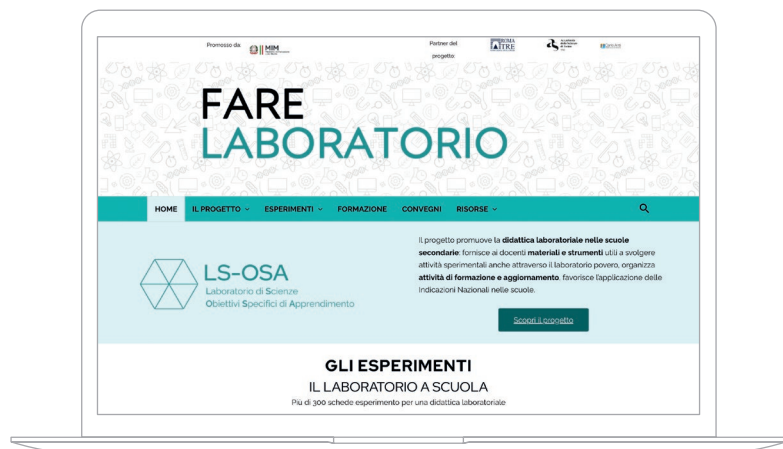 Promosso da:
MIM
Partner del
progetto:
ROMA
TRE
FARE
LABORATORIO
HOME IL PROGETTO ESPERIMENTI FORMAZIONE CONVEGNI RISORSE
Il progetto promuove la didattica laboratoriale nelle scuole
secondarie: fornisce ai docenti materiali e strumenti utili a svolgere
attività sperimentali anche attraverso il laboratorio povero, organizza
attività di formazione e aggiornamento, favorisce l'applicazione delle
Indicazioni Nazionali nelle scuole.
LS-OSA
Laboratorio di Scienze
Obiettivi Specifici di Apprendimento
Scopri il progetto
GLI ESPERIMENTI
IL LABORATORIO A SCUOLA
Più di 300 schede esperimento per una didattica laboratoriale